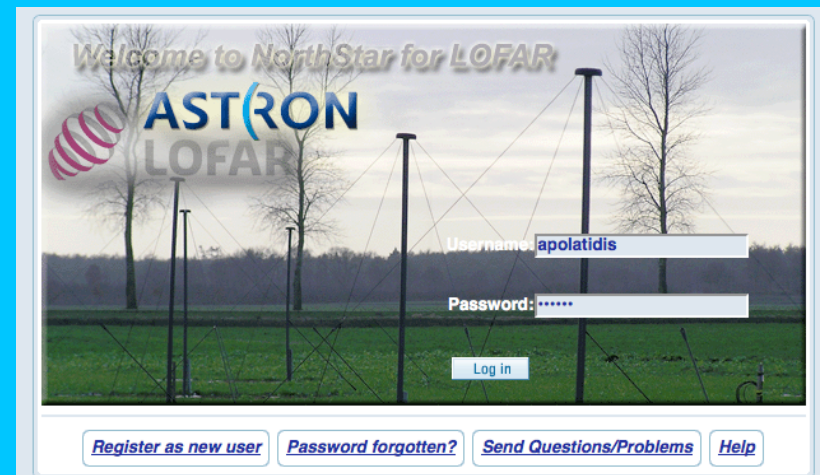 Welcome to NorthStar for LOFAR
ASTRON
LOFAR
Username: apolatidis
Password: ••••••
Log in
Register as new user Password forgotten? Send Questions/Problems Help